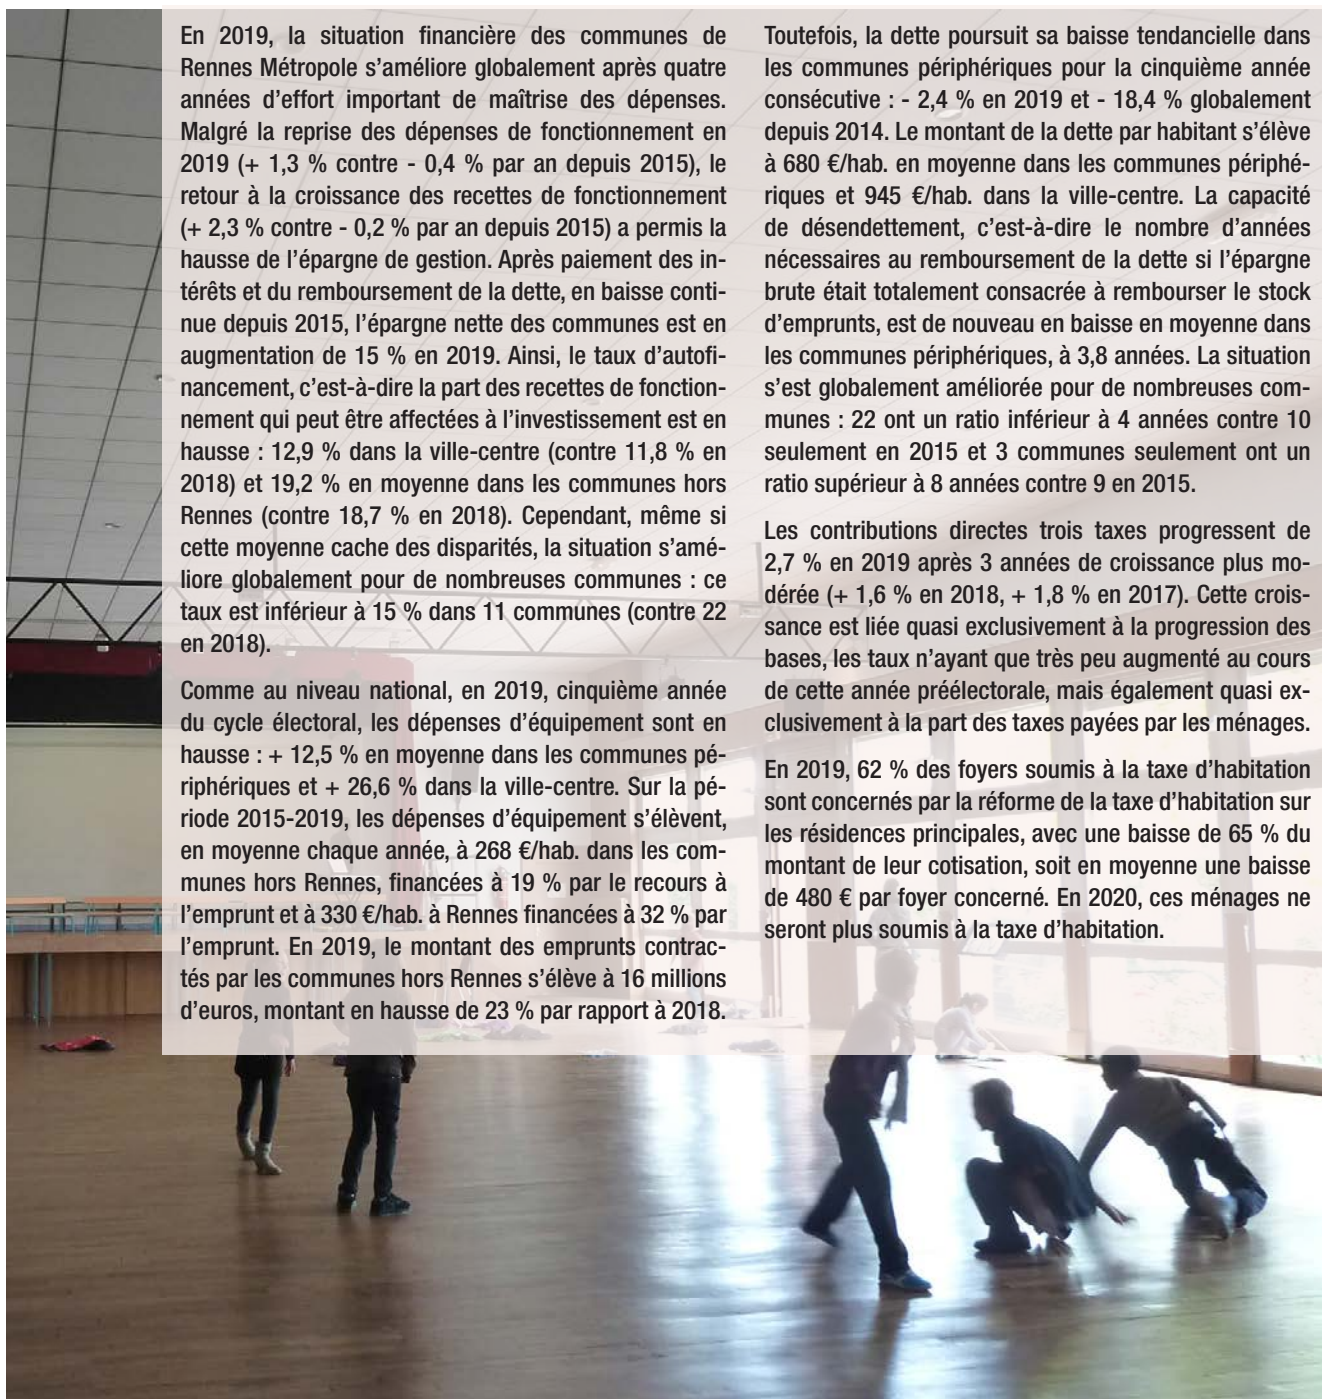 En 2019, la situation financière des communes de
Rennes Métropole s'améliore globalement après quatre
années d'effort important de maîtrise des dépenses.
Malgré la reprise des dépenses de fonctionnement en
2019 (+ 1,3 % contre - 0,4 % par an depuis 2015), le
retour à la croissance des recettes de fonctionnement
(+ 2,3 % contre - 0,2 % par an depuis 2015) a permis la
hausse de l'épargne de gestion. Après paiement des in-
térêts et du remboursement de la dette, en baisse conti-
nue depuis 2015, l'épargne nette des communes est en
augmentation de 15 % en 2019. Ainsi, le taux d'autofi-
nancement, c'est-à-dire la part des recettes de fonction-
nement qui peut être affectées à l'investissement est en
hausse : 12,9 % dans la ville-centre (contre 11,8 % en
2018) et 19,2 % en moyenne dans les communes hors
Rennes (contre 18,7 % en 2018). Cependant, même si
cette moyenne cache des disparités, la situation s'amé-
liore globalement pour de nombreuses communes : ce
taux est inférieur à 15 % dans 11 communes (contre 22
en 2018).
Comme au niveau national, en 2019, cinquième année
du cycle électoral, les dépenses d'équipement sont en
hausse : + 12,5 % en moyenne dans les communes pé-
riphériques et + 26,6 % dans la ville-centre. Sur la pé-
riode 2015-2019, les dépenses d'équipement s'élèvent,
en moyenne chaque année, à 268 €/hab. dans les com-
munes hors Rennes, financées à 19 % par le recours à
l'emprunt et à 330 €/hab. à Rennes financées à 32 % par
l'emprunt. En 2019, le montant des emprunts contrac-
tés par les communes hors Rennes s'élève à 16 millions
d'euros, montant en hausse de 23 % par rapport à 2018.
Toutefois, la dette poursuit sa baisse tendancielle dans
les communes périphériques pour la cinquième année
consécutive : - 2,4 % en 2019 et - 18,4 % globalement
depuis 2014. Le montant de la dette par habitant s'élève
à 680 €/hab. en moyenne dans les communes périphé-
riques et 945 €/hab. dans la ville-centre. La capacité
de désendettement, c'est-à-dire le nombre d'années
nécessaires au remboursement de la dette si l'épargne
brute était totalement consacrée à rembourser le stock
d'emprunts, est de nouveau en baisse en moyenne dans
les communes périphériques, à 3,8 années. La situation
s'est globalement améliorée pour de nombreuses com-
munes : 22 ont un ratio inférieur à 4 années contre 10
seulement en 2015 et 3 communes seulement ont un
ratio supérieur à 8 années contre 9 en 2015.
Les contributions directes trois taxes progressent de
2,7 % en 2019 après 3 années de croissance plus mo-
dérée (+ 1,6 % en 2018, + 1,8 % en 2017). Cette crois-
sance est liée quasi exclusivement à la progression des
bases, les taux n'ayant que très peu augmenté au cours
de cette année préélectorale, mais également quasi ex-
clusivement à la part des taxes payées par les ménages.
En 2019, 62 % des foyers soumis à la taxe d'habitation
sont concernés par la réforme de la taxe d'habitation sur
les résidences principales, avec une baisse de 65 % du
montant de leur cotisation, soit en moyenne une baisse
de 480 € par foyer concerné. En 2020, ces ménages ne
seront plus soumis à la taxe d'habitation.